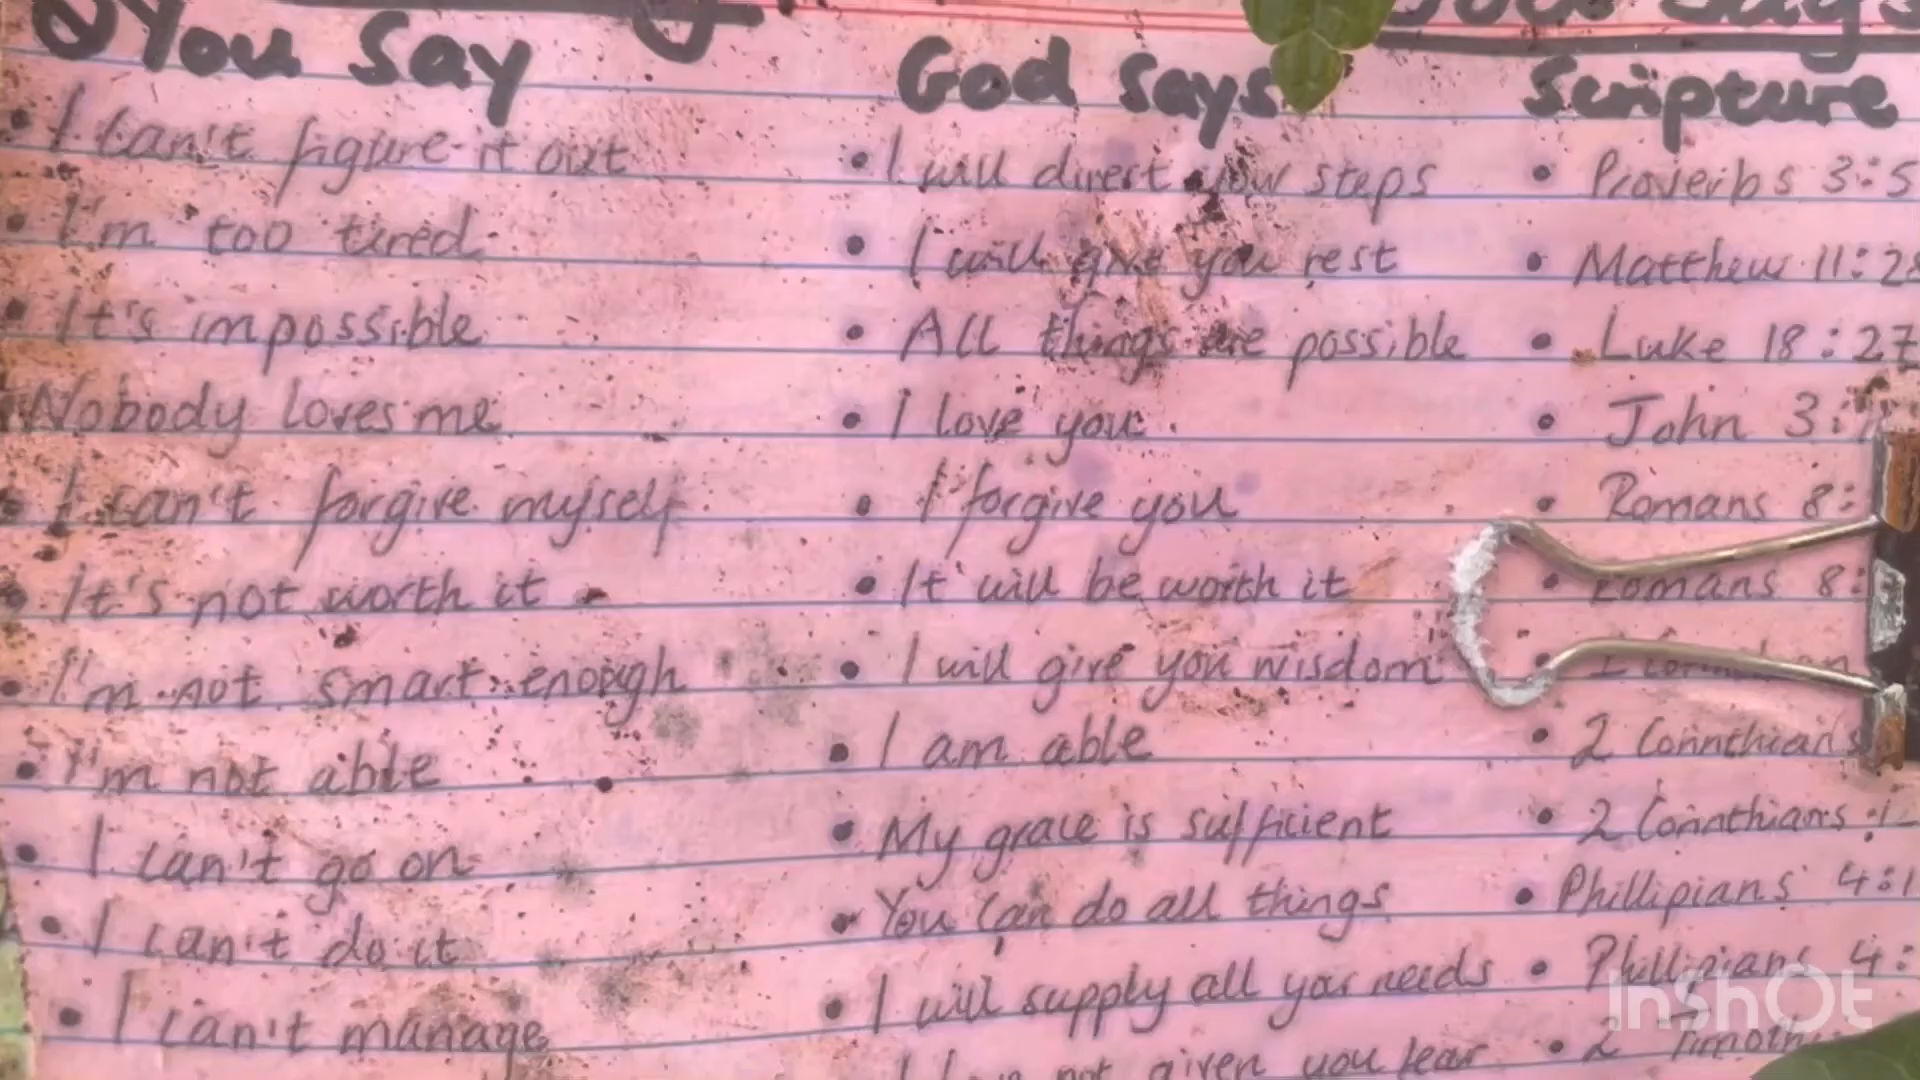 You Say God Says Scripture
• I can't figure it out • I will direct your steps • Proverbs 3:5
• I'm too tired • I will give you rest • Matthew 11:28
• It's impossible • All things are possible • Luke 18:27
Nobody loves me • I love you. • John 3:
• I can't forgive myself • I forgive you • Romans 8:
• It's not worth it • It will be worth it • Romans 8:
• I'm not smart enough • I will give you wisdom •
• I'm not able • I am able • 2 Corinthians
• I can't go on • My grace is sufficient • 2 Corinthians
• I can't do it • You can do all things • Phillipians 4:1
• I can't manage • I will supply all your needs • Phillipians 4:
not given you fear • 2
InShOt